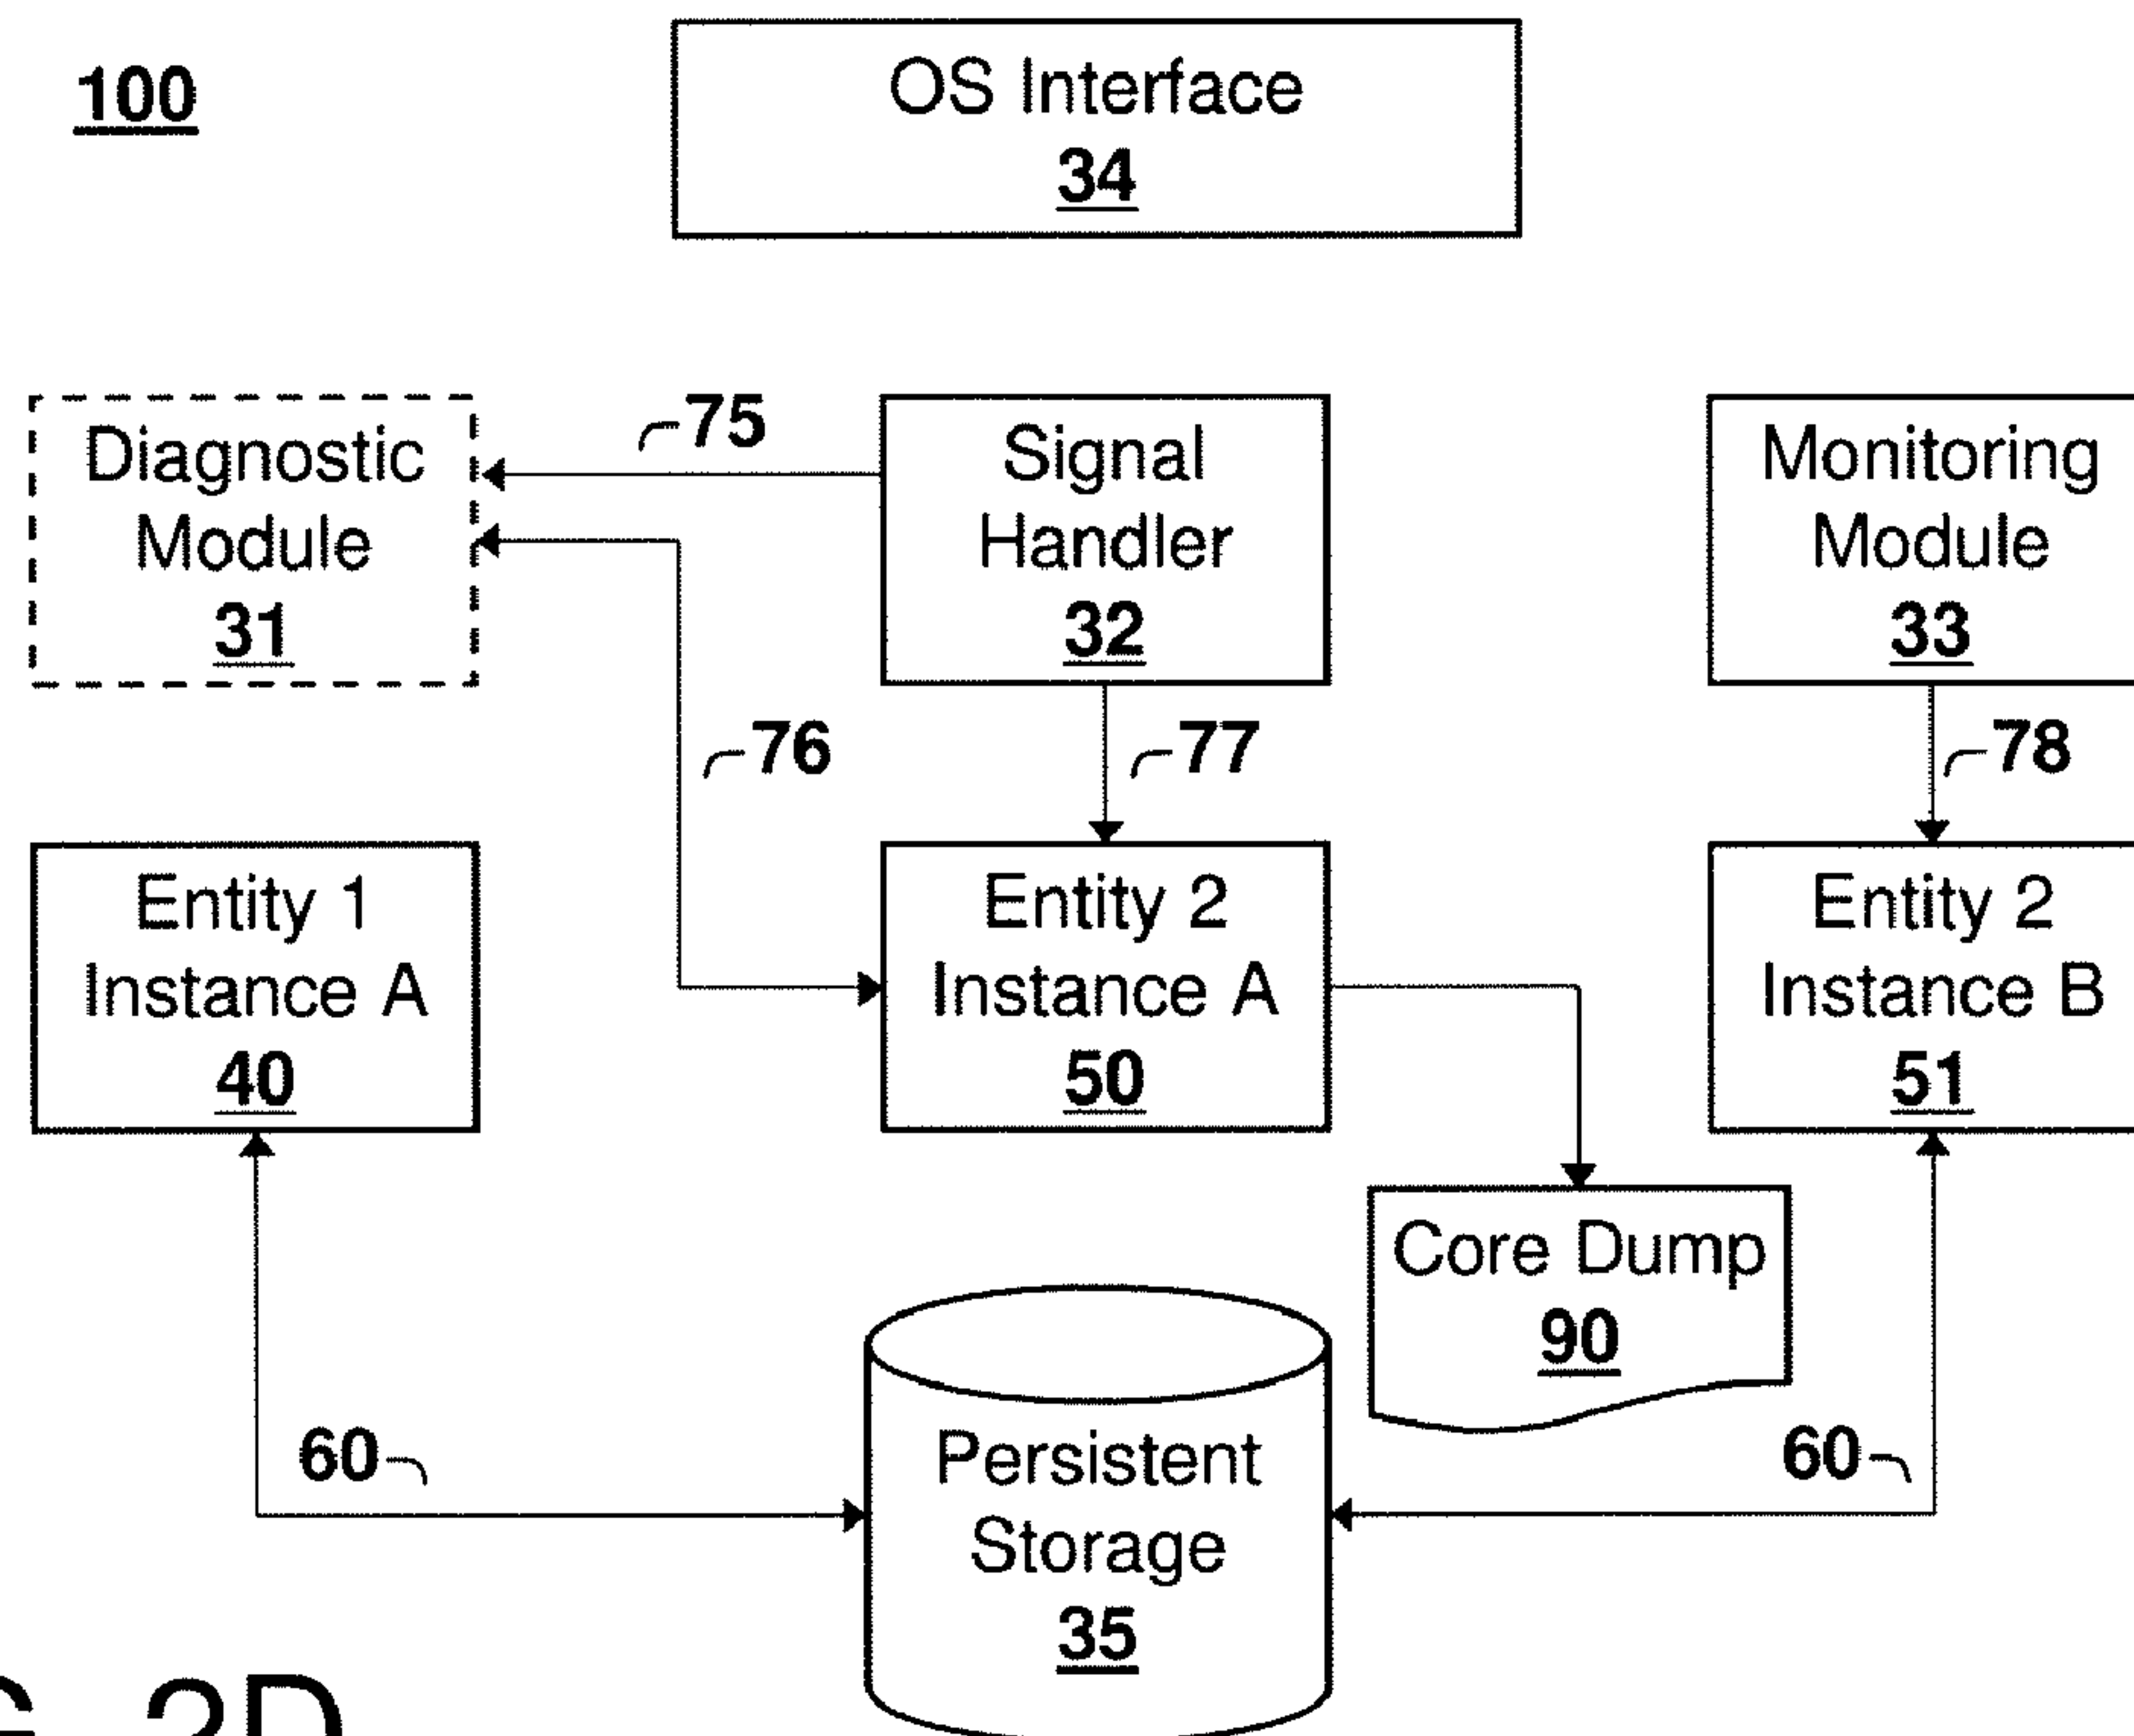 100
OS Interface
34
Diagnostic
Module
31
75
Signal
Handler
32
Monitoring
Module
33
76
77
78
Entity 1
Instance A
40
Entity 2
Instance A
50
Entity 2
Instance B
51
Core Dump
90
60
Persistent
Storage
35
60
2D